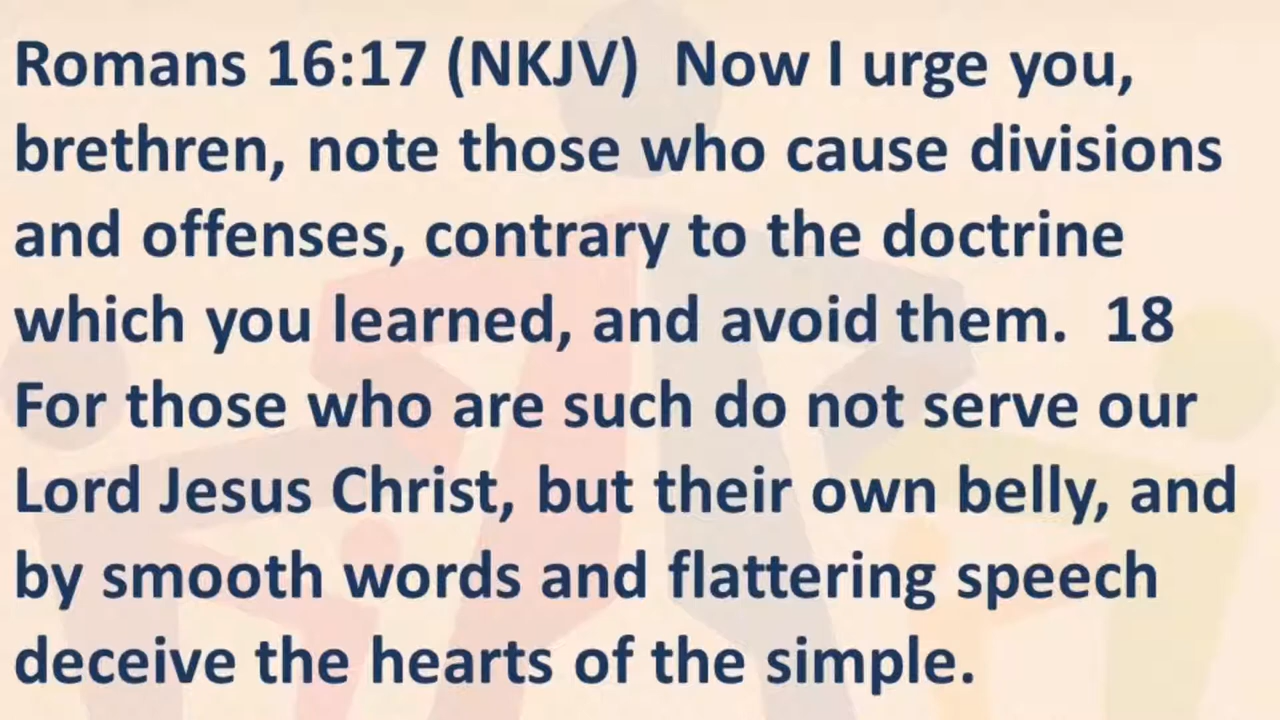 Romans 16:17 (NKJV)  Now I urge you,
brethren, note those who cause divisions
and offenses, contrary to the doctrine
which you learned, and avoid them.  18
For those who are such do not serve our
Lord Jesus Christ, but their own belly, and
by smooth words and flattering speech
deceive the hearts of the simple.